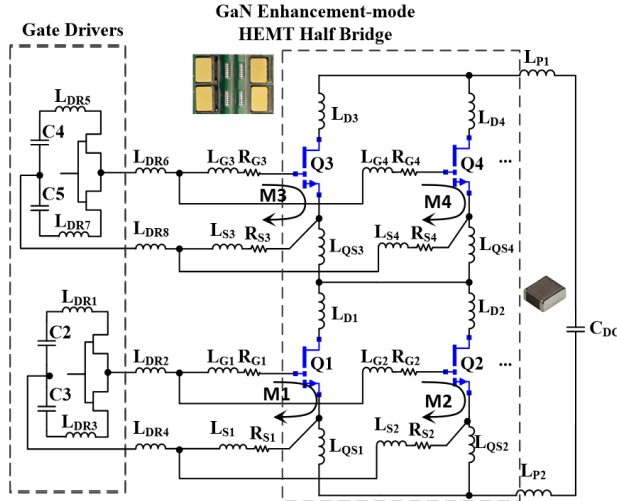 GaN Enhancement-mode
HEMT Half Bridge
Gate Drivers
LP1
LDR5
LD3
LD4
C4
LDR6
LG3
RG3
Q3
LG4
RG4
Q4
...
C5
M3
M4
LDR7
LDR8
LS3
RS3
LS4
RS4
LQS3
LQS4
LDR1
LD1
LD2
C2
CDC
LDR2
LG1
RG1
Q1
LG2
RG2
Q2
...
C3
M1
M2
LDR3
LDR4
LS1
RS1
LS2
RS2
LQS1
LQS2
LP2